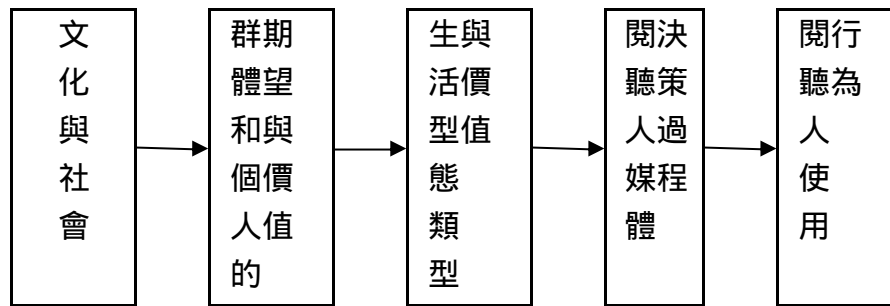 文化與社會
群體和個人的
期望與價值
生活型態類型
與價值
閱聽人媒體
決策過程
閱聽人使用
行為